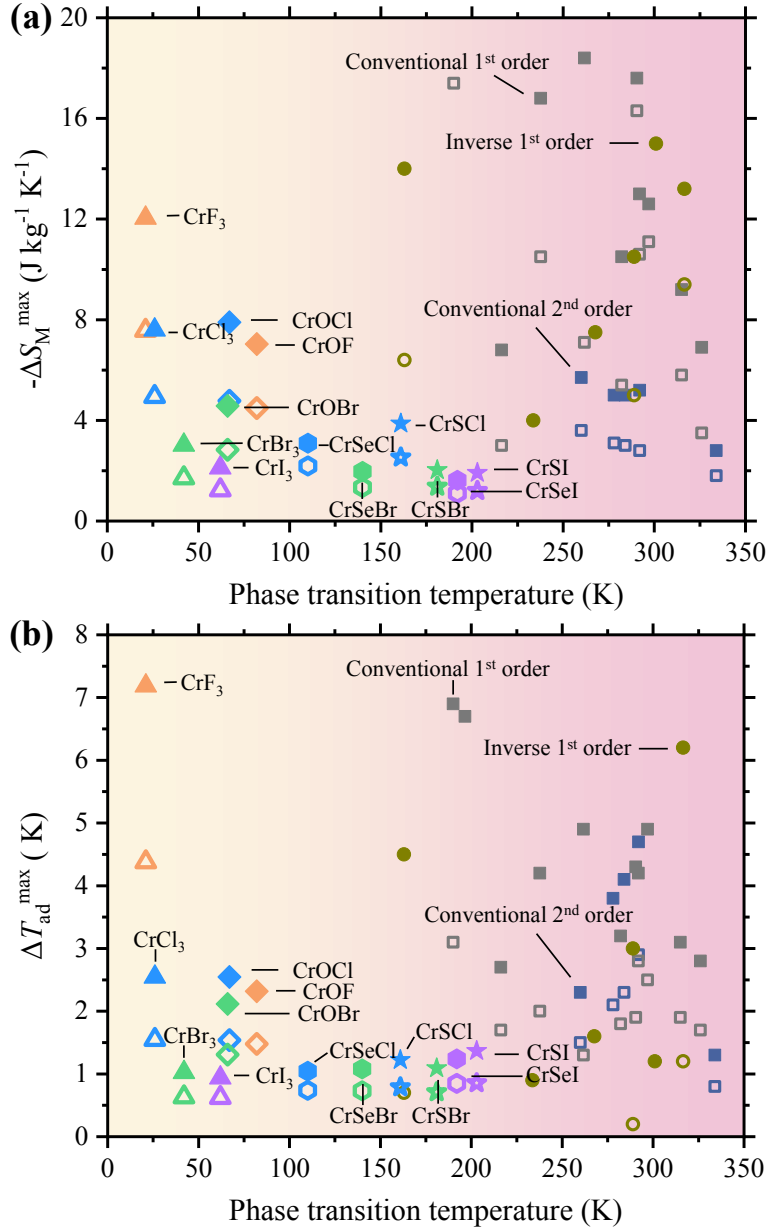 (a)
20
16
12
8
4
0
-ΔS_M^max (J kg⁻¹ K⁻¹)
Conventional 1st order
Inverse 1st order
CrF₃
CrCl₃
CrOCl
CrOF
Conventional 2nd order
CrOBr
CrSCl
CrBr₃
CrSeCl
CrI₃
CrSI
CrSeI
CrSeBr
CrSBr
0 50 100 150 200 250 300 350
Phase transition temperature (K)
(b)
8
7
6
5
4
3
2
1
0
ΔT_ad^max ( K)
Conventional 1st order
CrF₃
Inverse 1st order
Conventional 2nd order
CrCl₃
CrOCl
CrOF
CrOBr
CrSCl
CrBr₃
CrSeCl
CrSI
CrI₃
CrSeI
CrSeBr
CrSBr
0 50 100 150 200 250 300 350
Phase transition temperature (K)